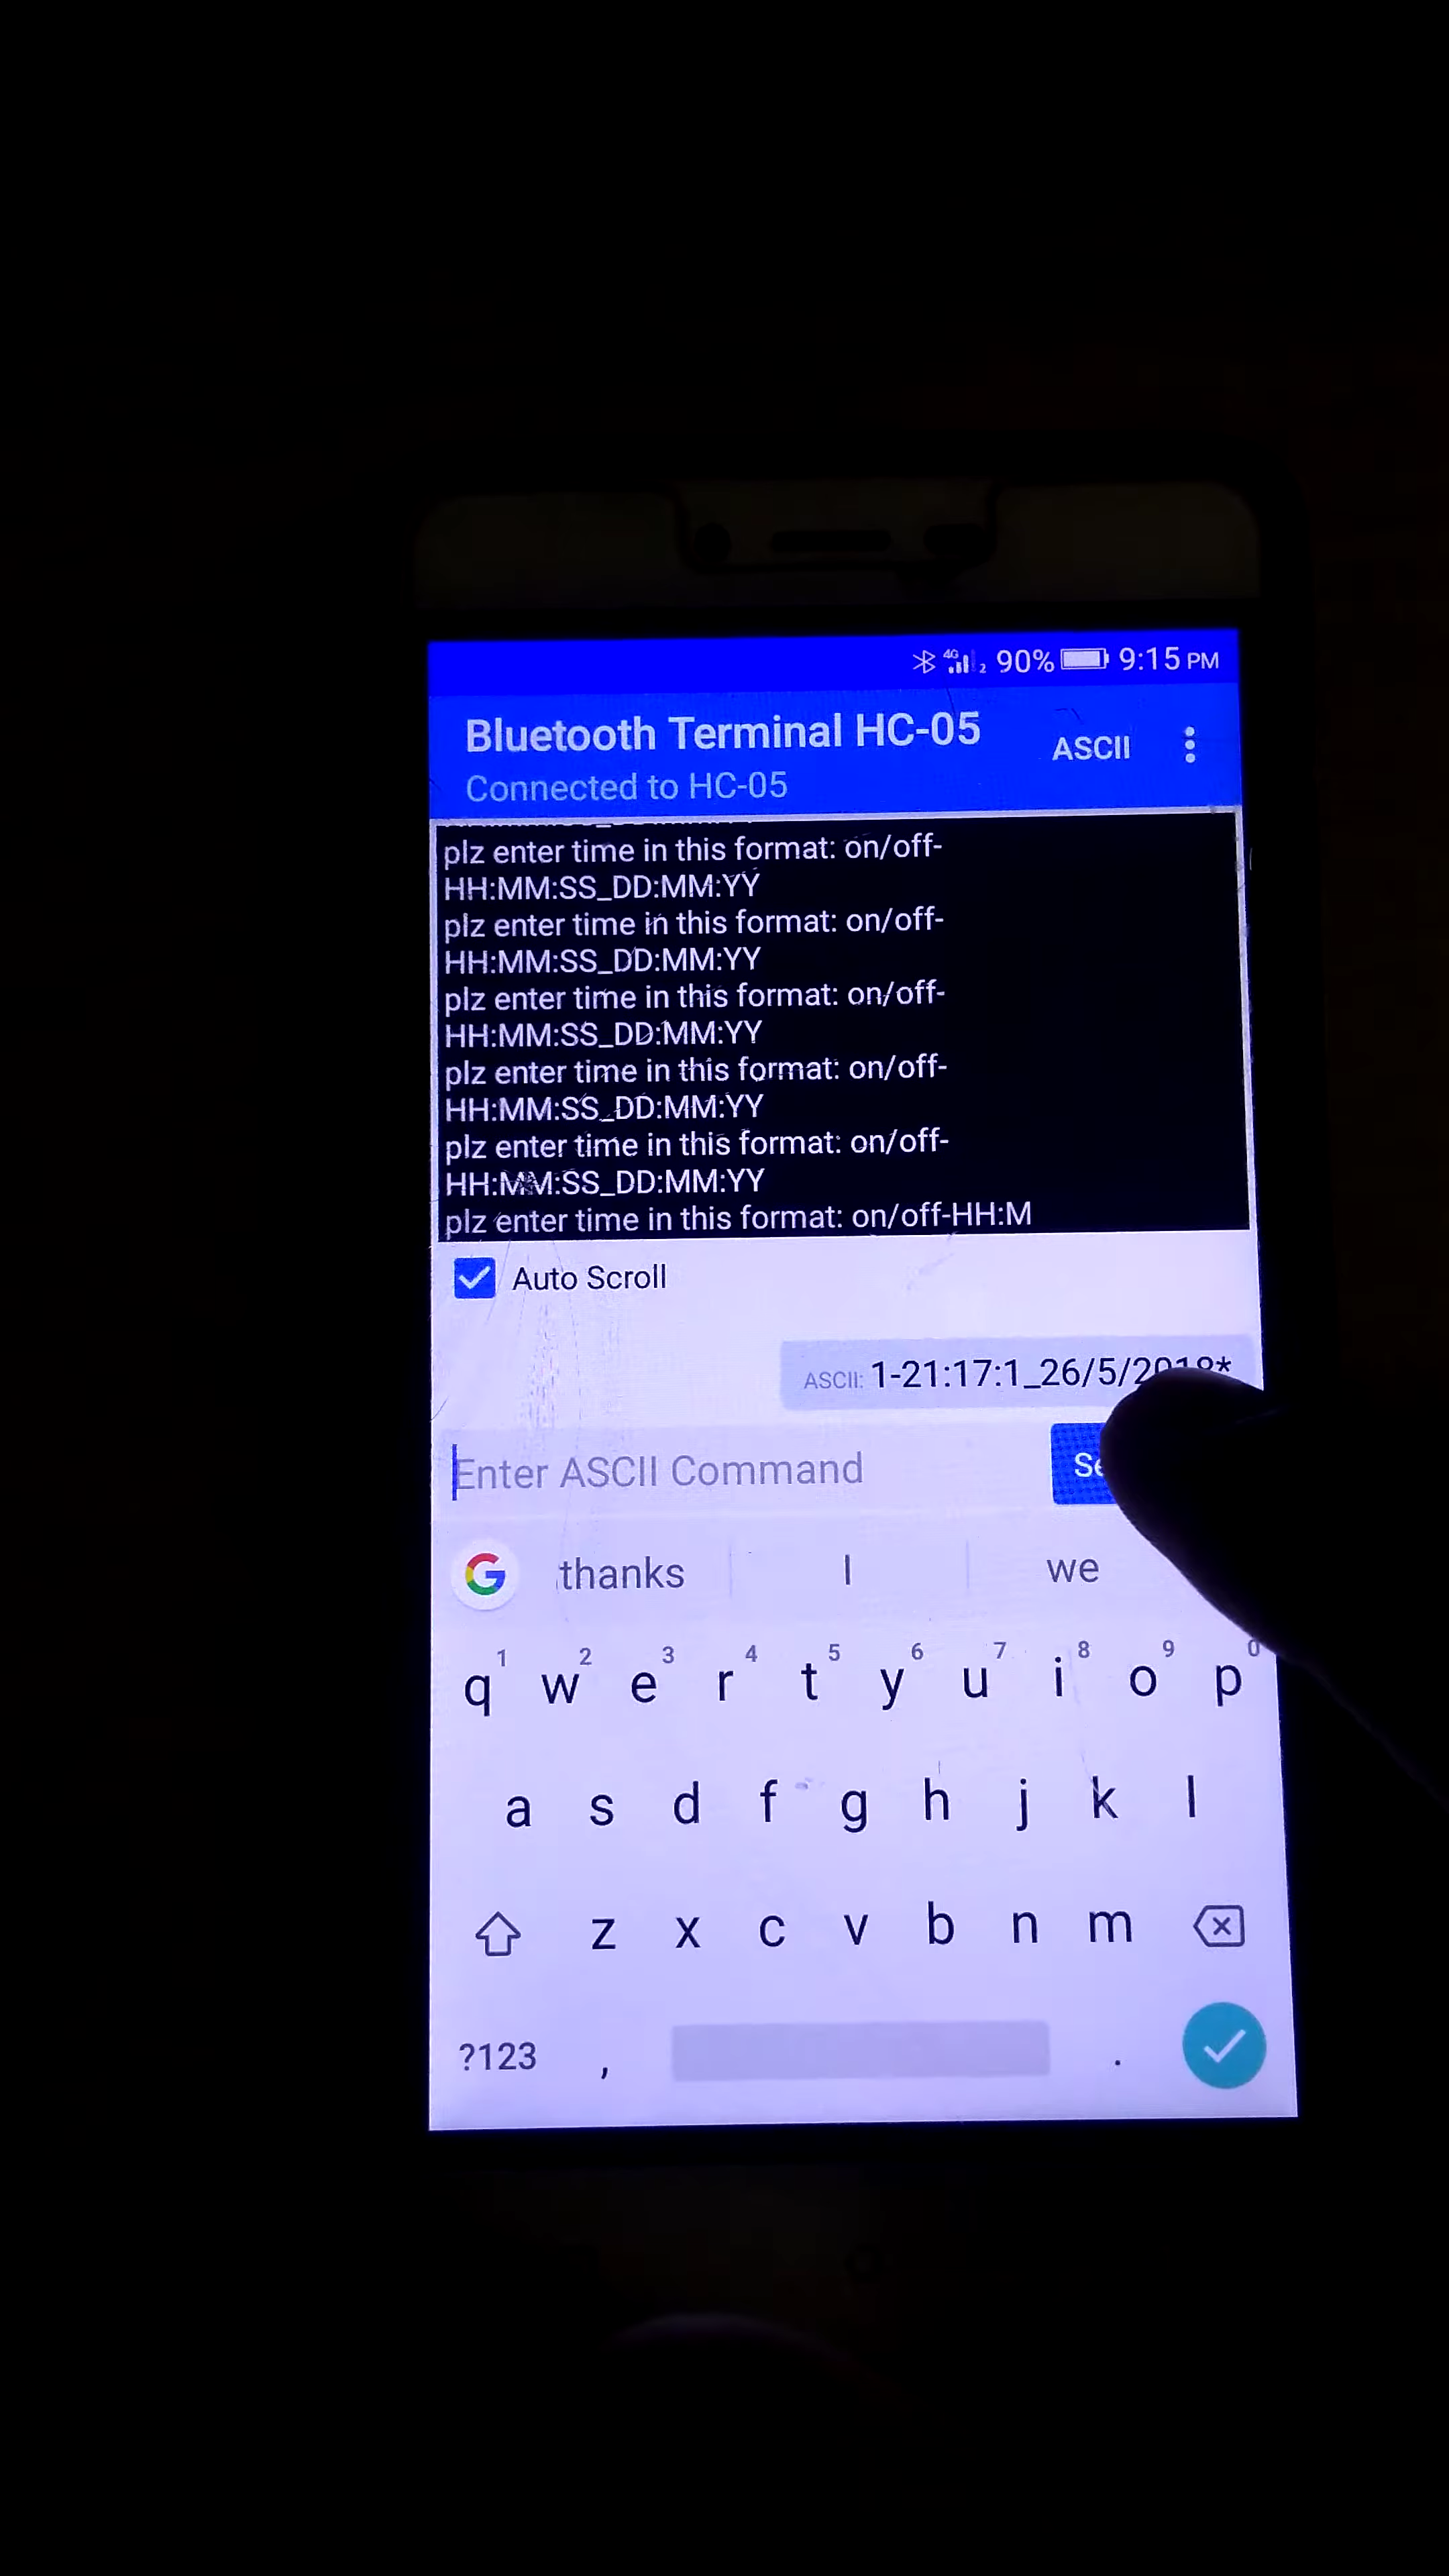 4G 2 90% 9:15 PM
Bluetooth Terminal HC-05
ASCII
Connected to HC-05
plz enter time in this format: on/off-
HH:MM:SS_DD:MM:YY
plz enter time in this format: on/off-
HH:MM:SS_DD:MM:YY
plz enter time in this format: on/off-
HH:MM:SS_DD:MM:YY
plz enter time in this format: on/off-
HH:MM:SS_DD:MM:YY
plz enter time in this format: on/off-
HH:MM:SS_DD:MM:YY
plz enter time in this format: on/off-HH:M
Auto Scroll
ASCII: 1-21:17:1_26/5/2018*
Enter ASCII Command
thanks I we
1 2 3 4 5 6 7 8 9 0
q w e r t y u i o p
a s d f g h j k l
z x c v b n m
?123 , .